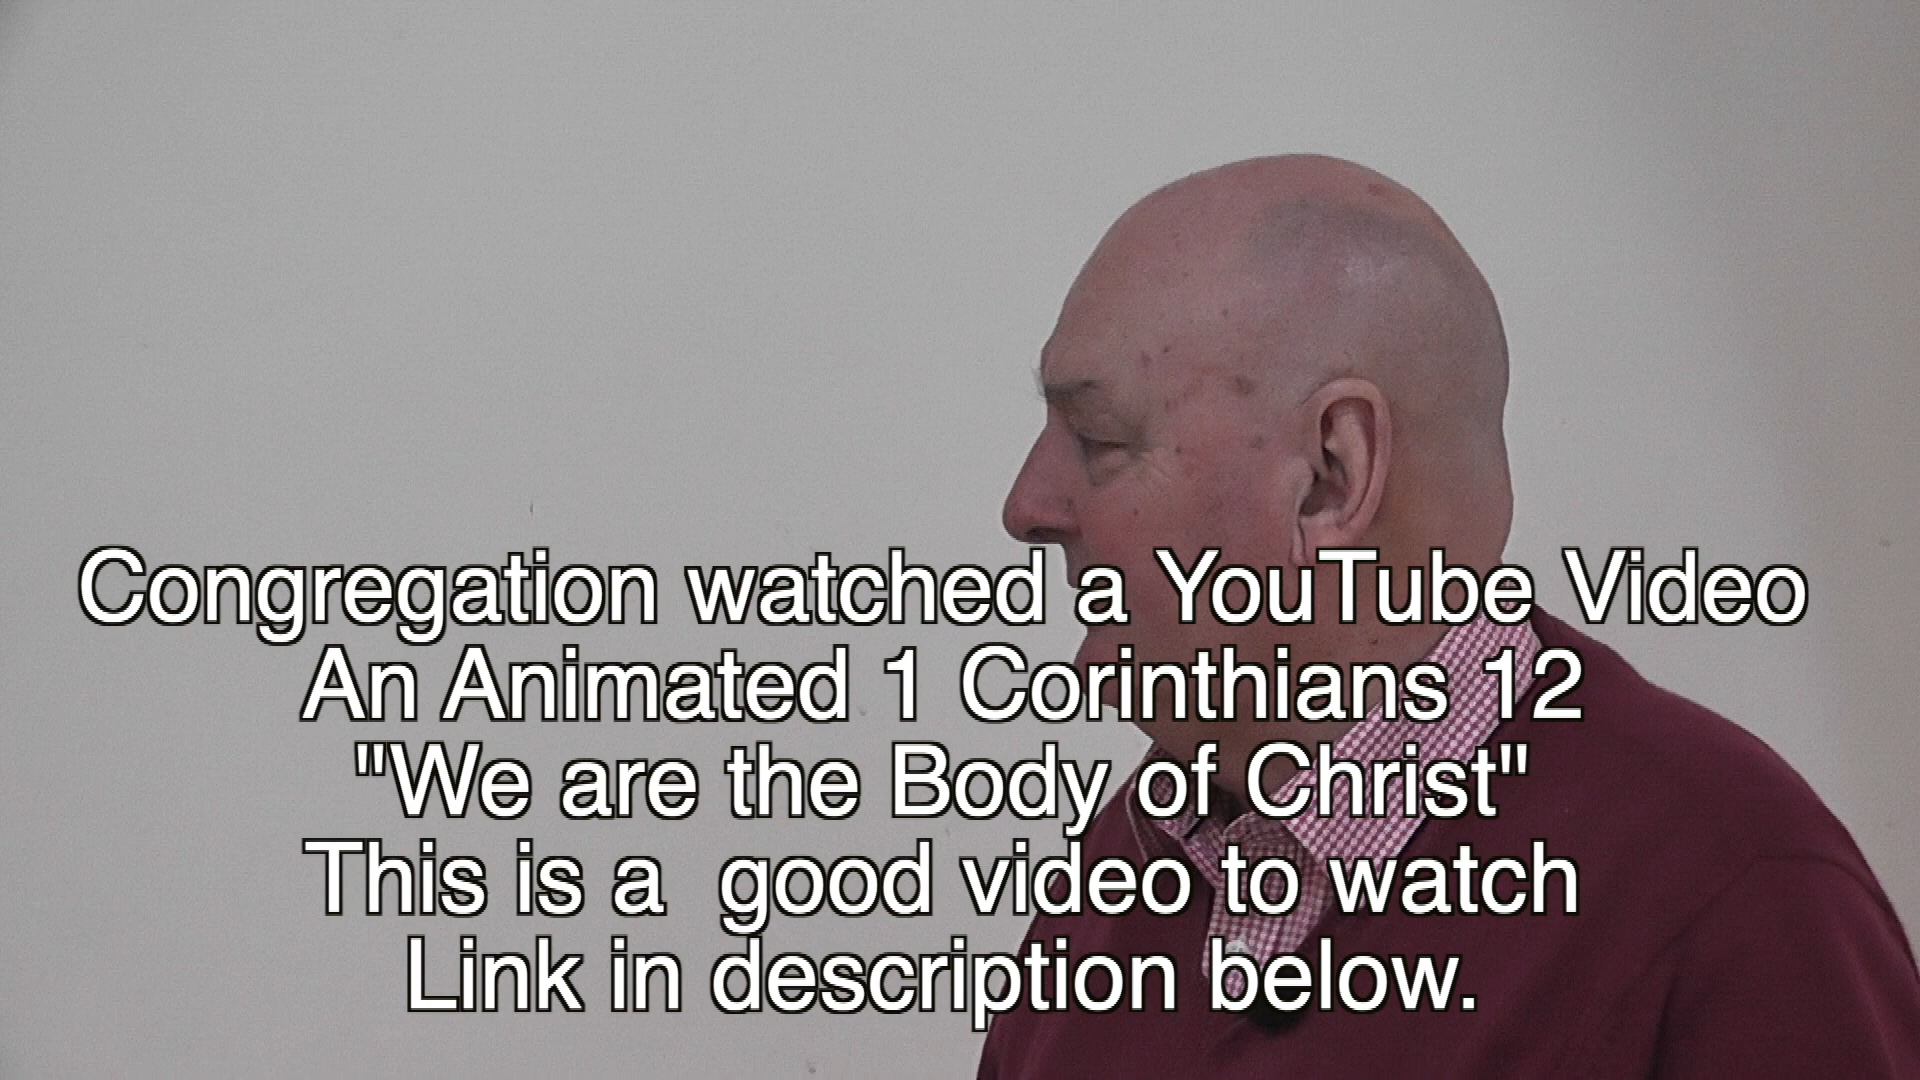 Congregation watched a YouTube Video
An Animated 1 Corinthians 12
"We are the Body of Christ"
This is a  good video to watch
Link in description below.